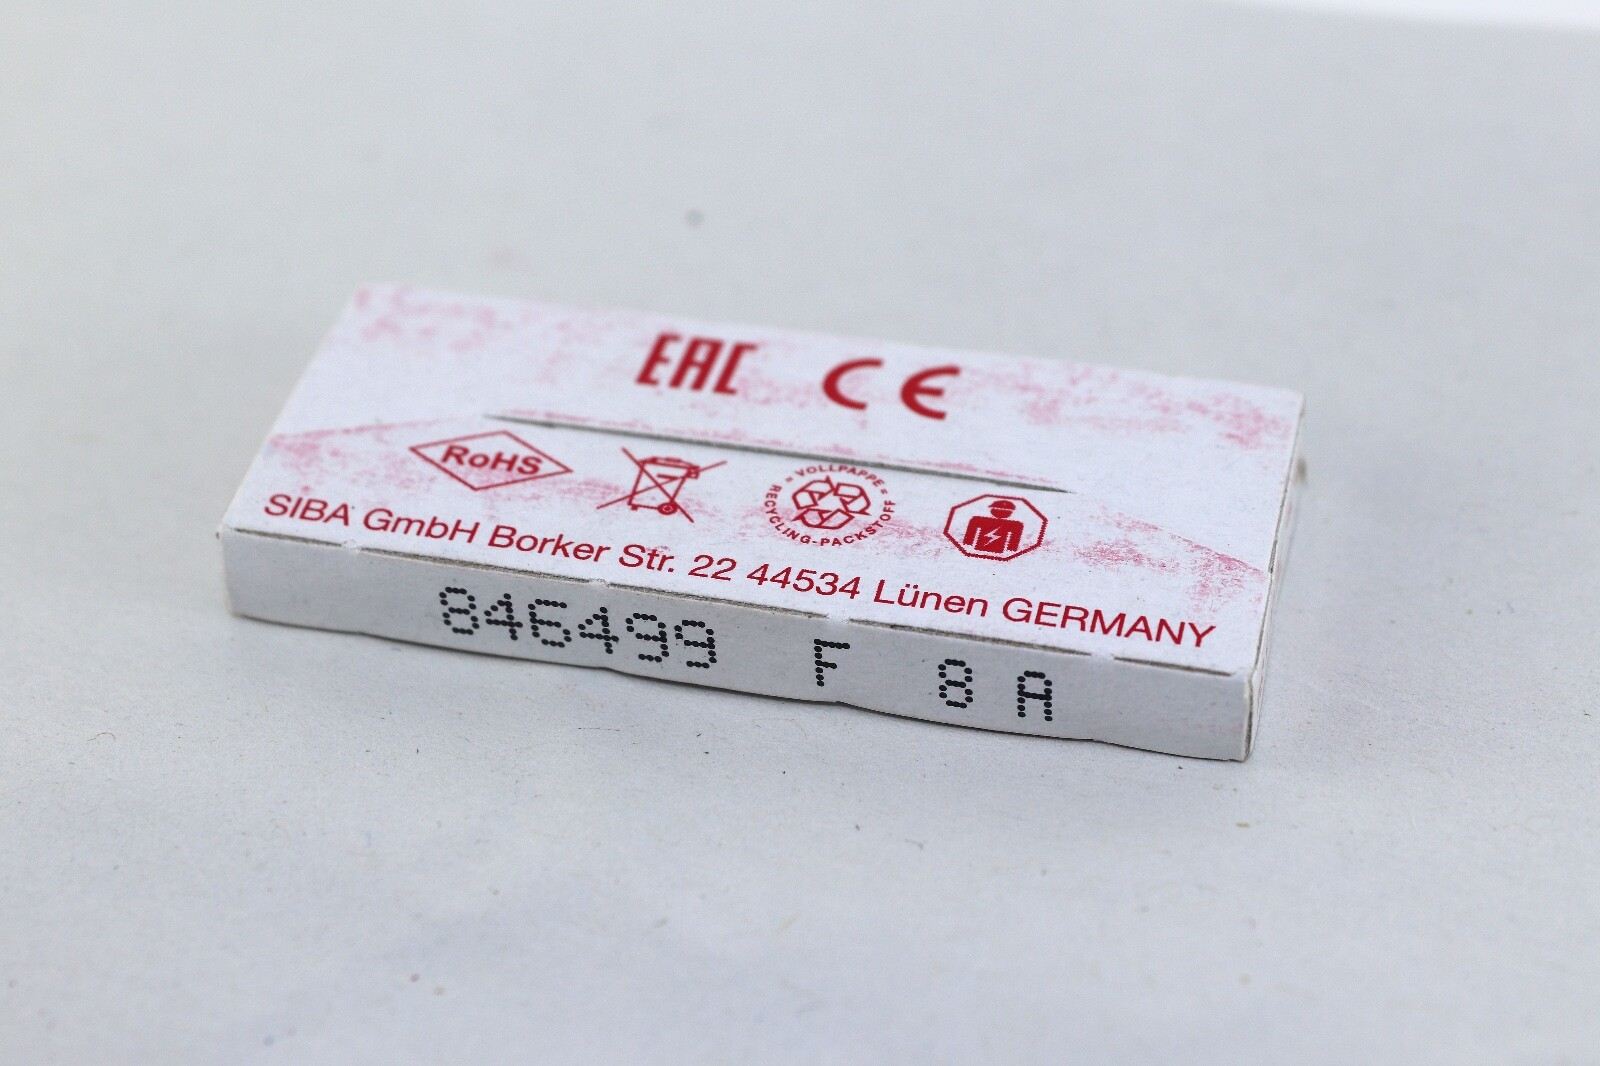 EAC CE
RoHS
= VOLLPAPPE =
RECYCLING-PACKSTOFF
SIBA GmbH Borker Str. 22 44534 Lünen GERMANY
846499 F 8 A